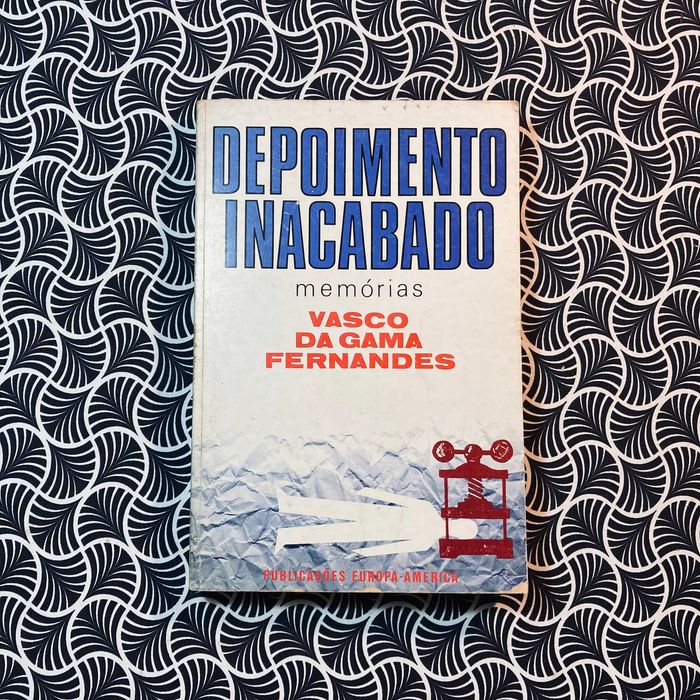 DEPOIMENTO
INACABADO
memórias
VASCO
DA GAMA
FERNANDES
PUBLICAÇÕES EUROPA-AMÉRICA